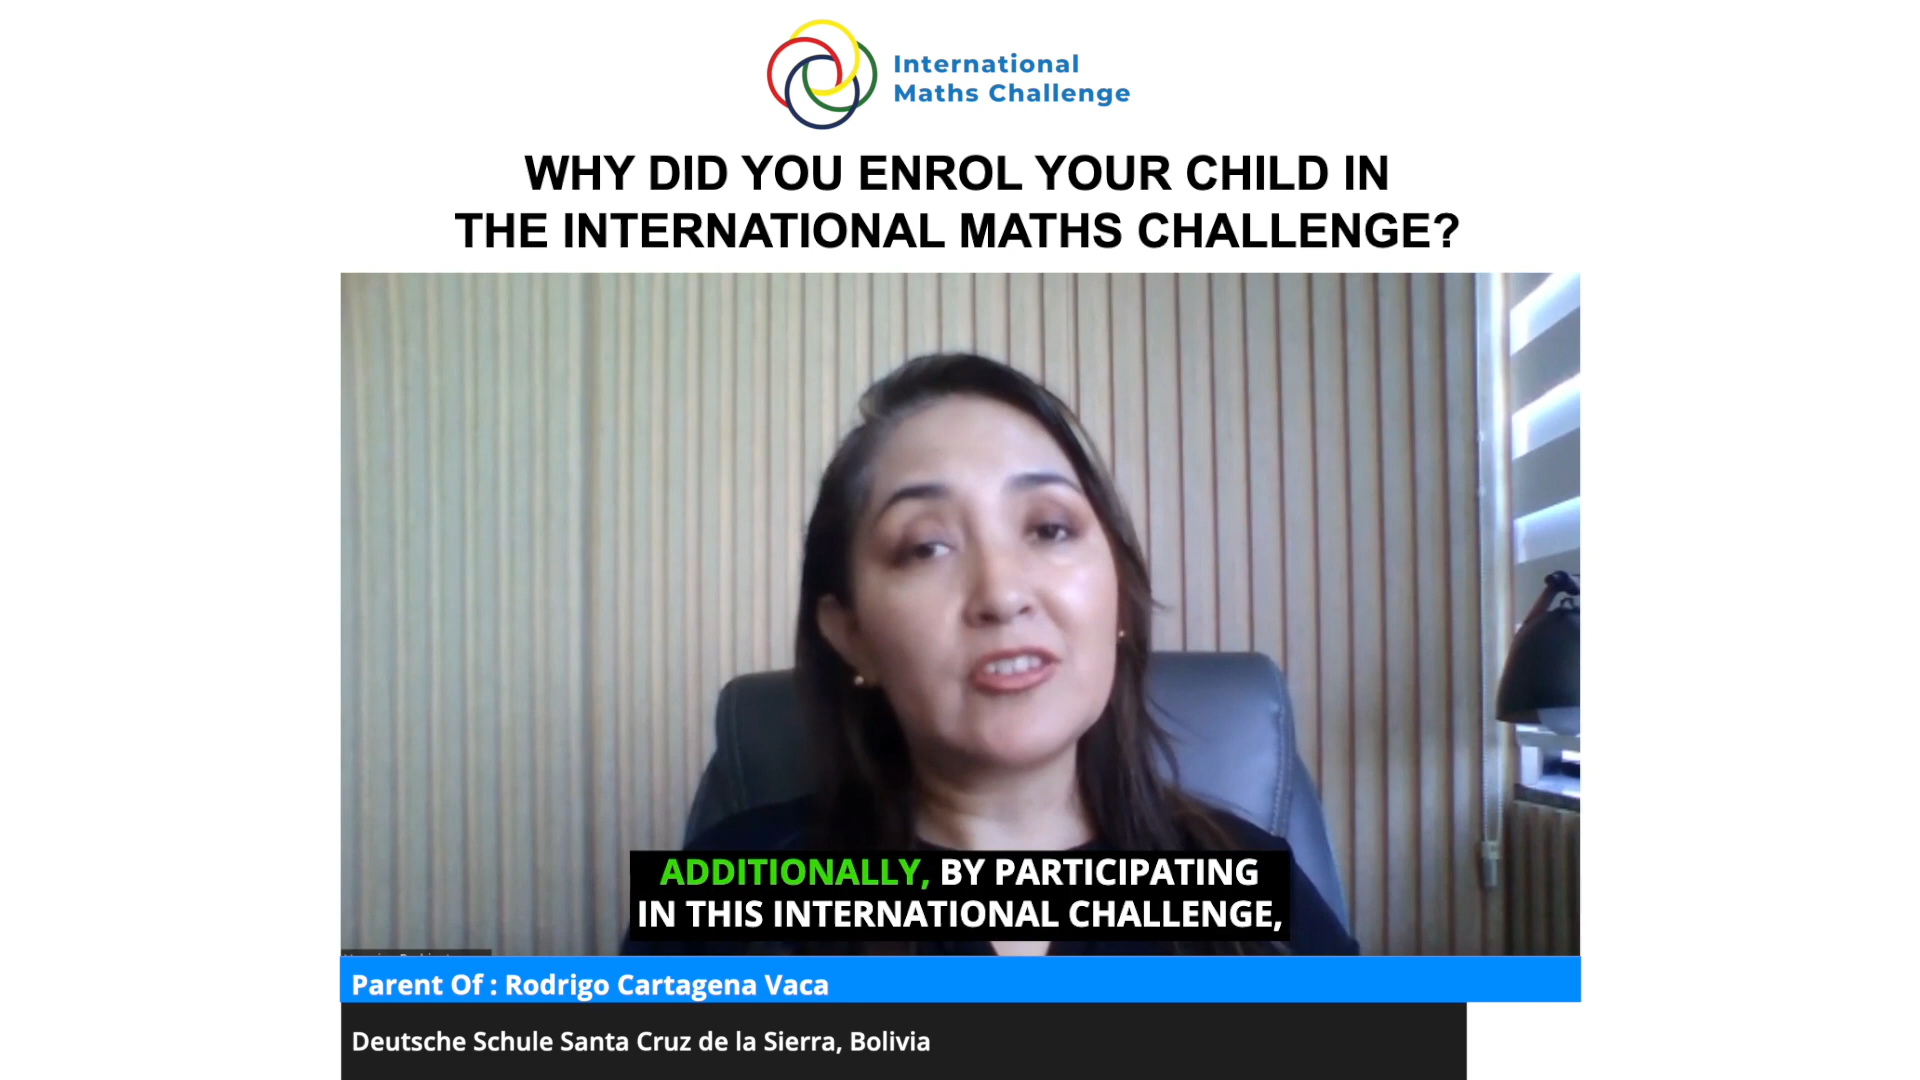 International
Maths Challenge
WHY DID YOU ENROL YOUR CHILD IN
THE INTERNATIONAL MATHS CHALLENGE?
ADDITIONALLY, BY PARTICIPATING
IN THIS INTERNATIONAL CHALLENGE,
Parent Of : Rodrigo Cartagena Vaca
Deutsche Schule Santa Cruz de la Sierra, Bolivia